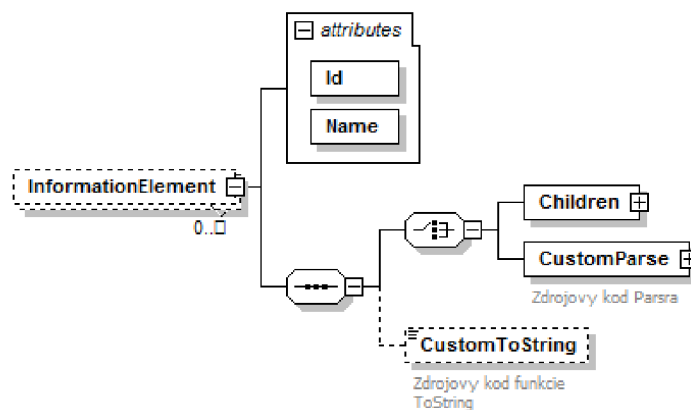 attributes
Id
Name
InformationElement
0..□
Children
CustomParse
Zdrojovy kod Parsra
CustomToString
Zdrojovy kod funkcie
ToString